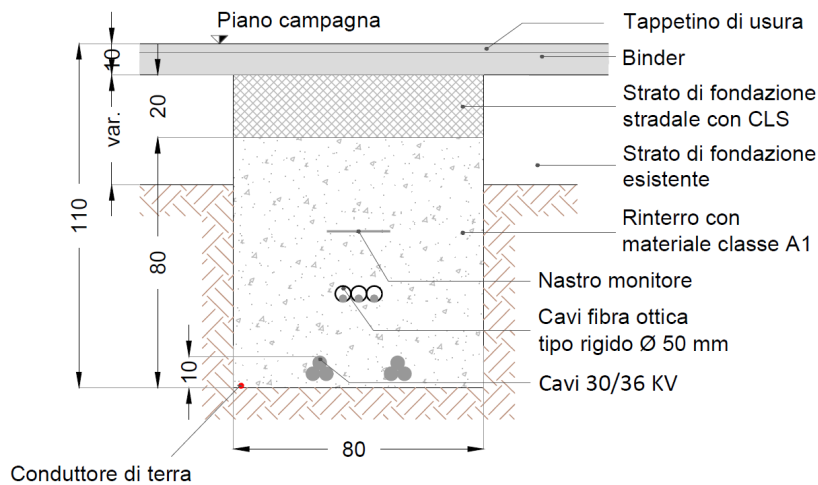 Piano campagna
Tappetino di usura
Binder
Strato di fondazione
stradale con CLS
Strato di fondazione
esistente
Rinterro con
materiale classe A1
Nastro monitore
Cavi fibra ottica
tipo rigido Ø 50 mm
Cavi 30/36 KV
Conduttore di terra
10
20
var.
110
80
10
80